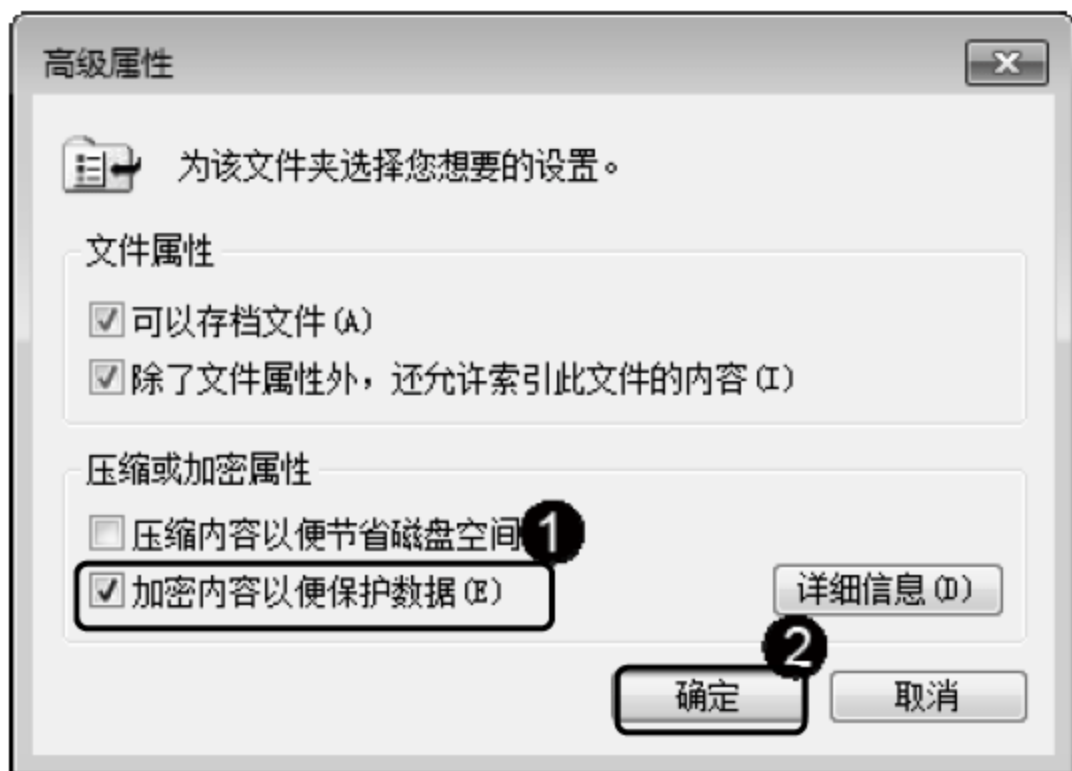 高级属性
为该文件夹选择您想要的设置。
文件属性
可以存档文件(A)
除了文件属性外，还允许索引此文件的内容(I)
压缩或加密属性
压缩内容以便节省磁盘空间
1
加密内容以便保护数据(E)
详细信息(D)
2
确定
取消